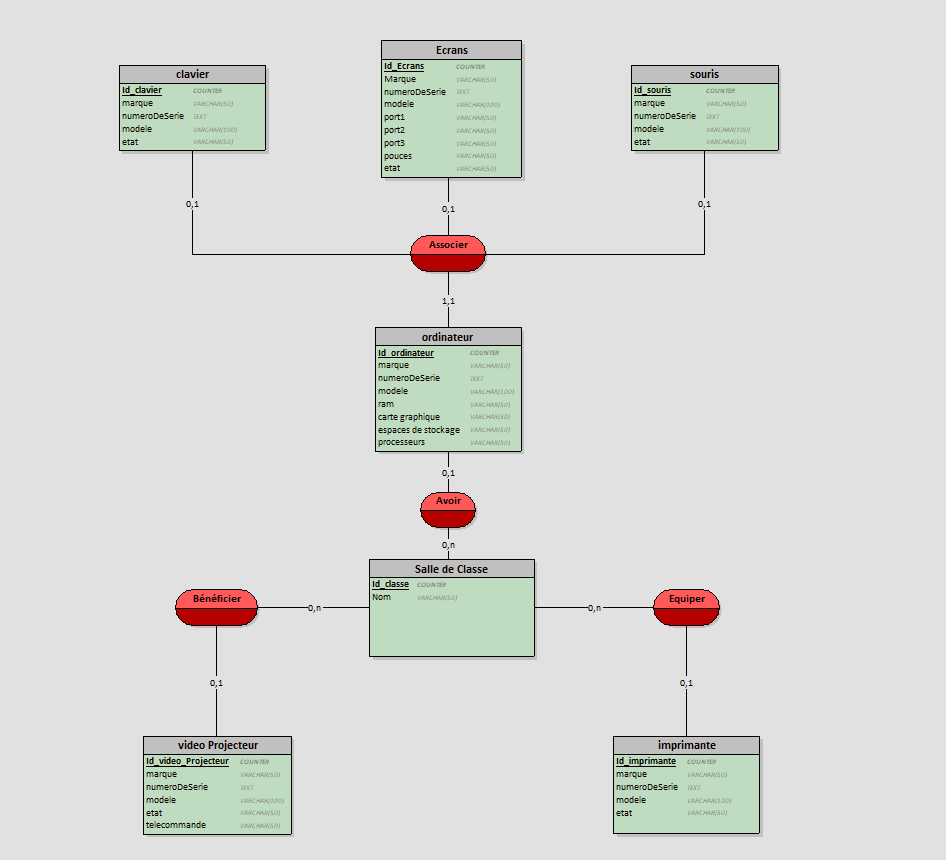 Ecrans
Id_Ecrans COUNTER
Marque VARCHAR(50)
numeroDeSerie TEXT
modele VARCHAR(100)
port1 VARCHAR(50)
port2 VARCHAR(50)
port3 VARCHAR(50)
pouces VARCHAR(50)
etat VARCHAR(50)
clavier
Id_clavier COUNTER
marque VARCHAR(50)
numeroDeSerie TEXT
modele VARCHAR(100)
etat VARCHAR(50)
souris
Id_souris COUNTER
marque VARCHAR(50)
numeroDeSerie TEXT
modele VARCHAR(100)
etat VARCHAR(50)
0,1
0,1
0,1
Associer
1,1
ordinateur
Id_ordinateur COUNTER
marque VARCHAR(50)
numeroDeSerie TEXT
modele VARCHAR(100)
ram VARCHAR(50)
carte graphique VARCHAR(50)
espaces de stockage VARCHAR(50)
processeurs VARCHAR(50)
0,1
Avoir
0,n
Salle de Classe
Id_classe COUNTER
Nom VARCHAR(50)
Bénéficier
0,n
0,n
Equiper
0,1
0,1
video Projecteur
Id_video_Projecteur COUNTER
marque VARCHAR(50)
numeroDeSerie TEXT
modele VARCHAR(100)
etat VARCHAR(50)
telecommande VARCHAR(50)
imprimante
Id_imprimante COUNTER
marque VARCHAR(50)
numeroDeSerie TEXT
modele VARCHAR(100)
etat VARCHAR(50)